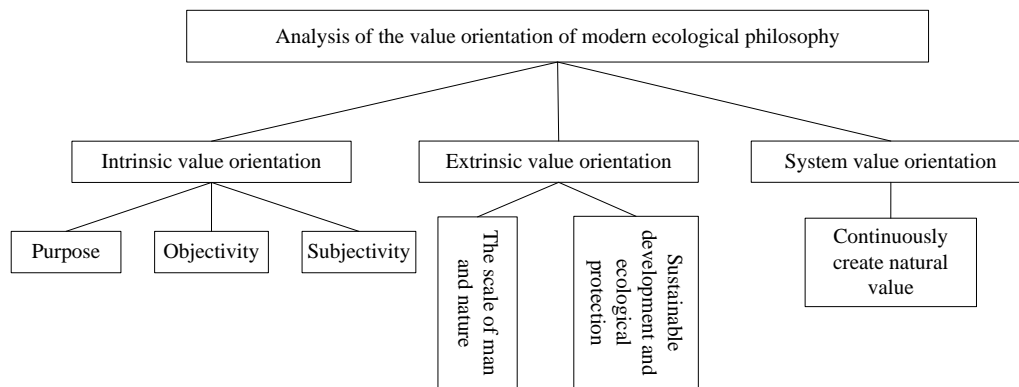 Analysis of the value orientation of modern ecological philosophy
Intrinsic value orientation
Extrinsic value orientation
System value orientation
Purpose
Objectivity
Subjectivity
The scale of man
and nature
Sustainable
development and
ecological
protection
Continuously
create natural
value